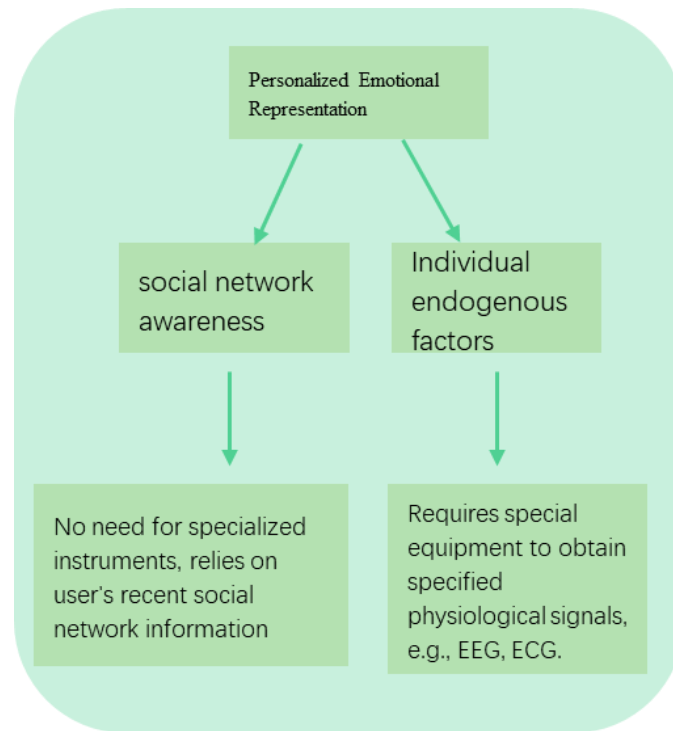 Personalized Emotional
Representation
social network
awareness
Individual
endogenous
factors
No need for specialized
instruments, relies on
user's recent social
network information
Requires special
equipment to obtain
specified
physiological signals,
e.g., EEG, ECG.